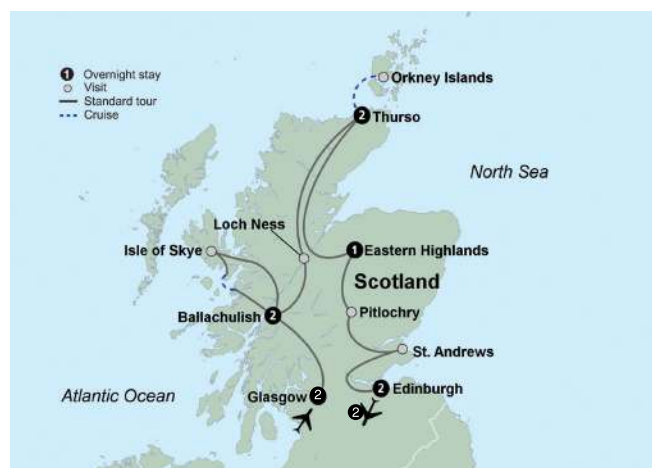 1 Overnight stay
Visit
Standard tour
Cruise
Orkney Islands
2 Thurso
North Sea
Loch Ness
Isle of Skye
1 Eastern Highlands
Scotland
Ballachulish 2
Pitlochry
St. Andrews
Atlantic Ocean
Glasgow 2
2 Edinburgh
2